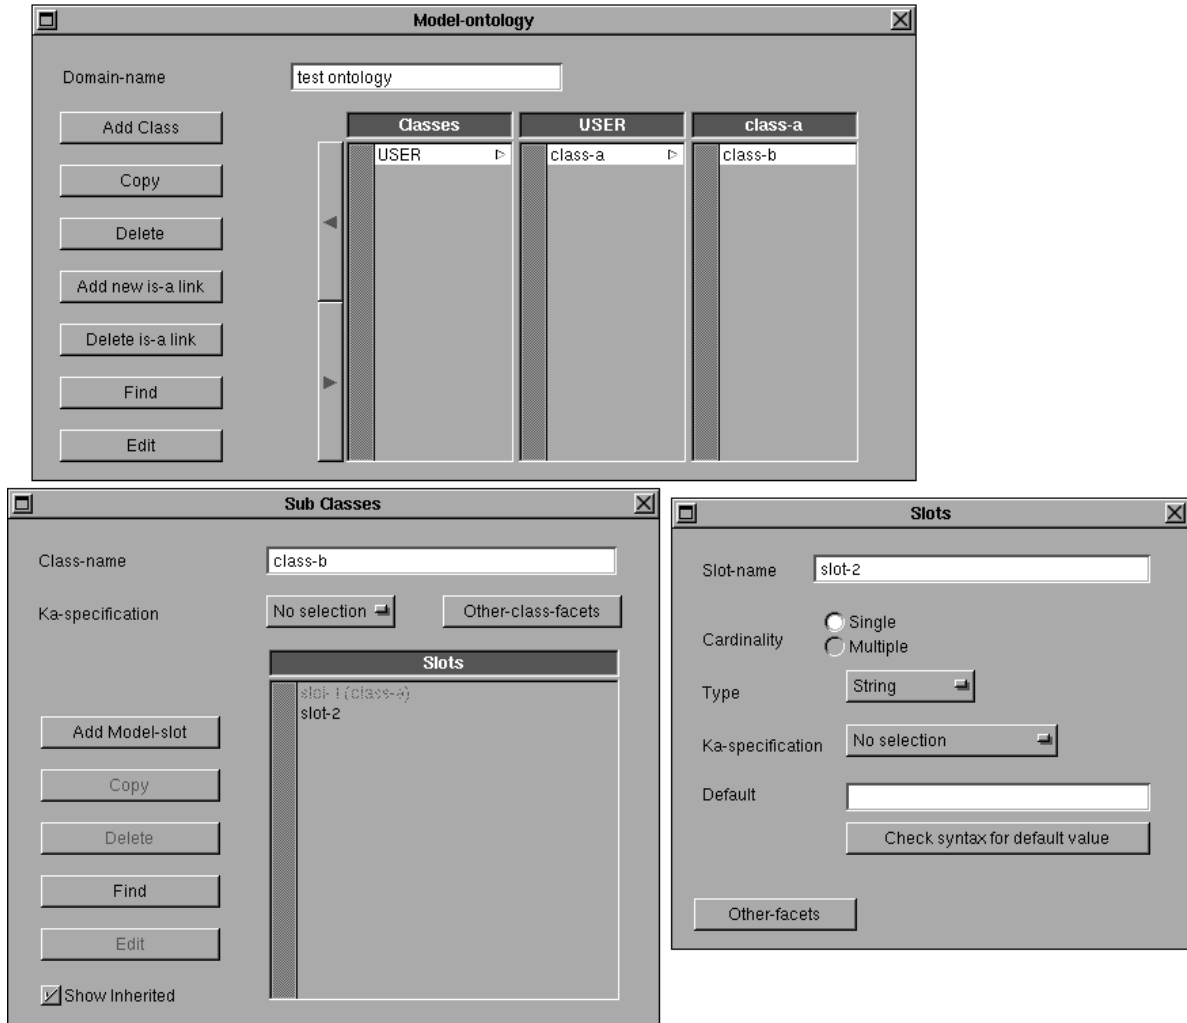 Model-ontology
Domain-name test ontology
Add Class
Copy
Delete
Add new is-a link
Delete is-a link
Find
Edit
Classes USER class-a
USER class-a class-b
Sub Classes
Class-name class-b
Ka-specification No selection Other-class-facets
Slots
slot-1 (class-a)
slot-2
Add Model-slot
Copy
Delete
Find
Edit
Show Inherited
Slots
Slot-name slot-2
Cardinality Single
Multiple
Type String
Ka-specification No selection
Default
Check syntax for default value
Other-facets